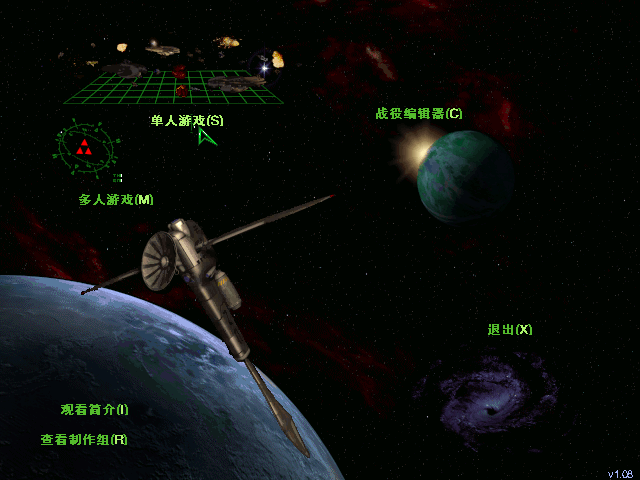 单人游戏(S)
战役编辑器(C)
多人游戏(M)
退出(X)
观看简介(I)
查看制作组(R)
v1.08